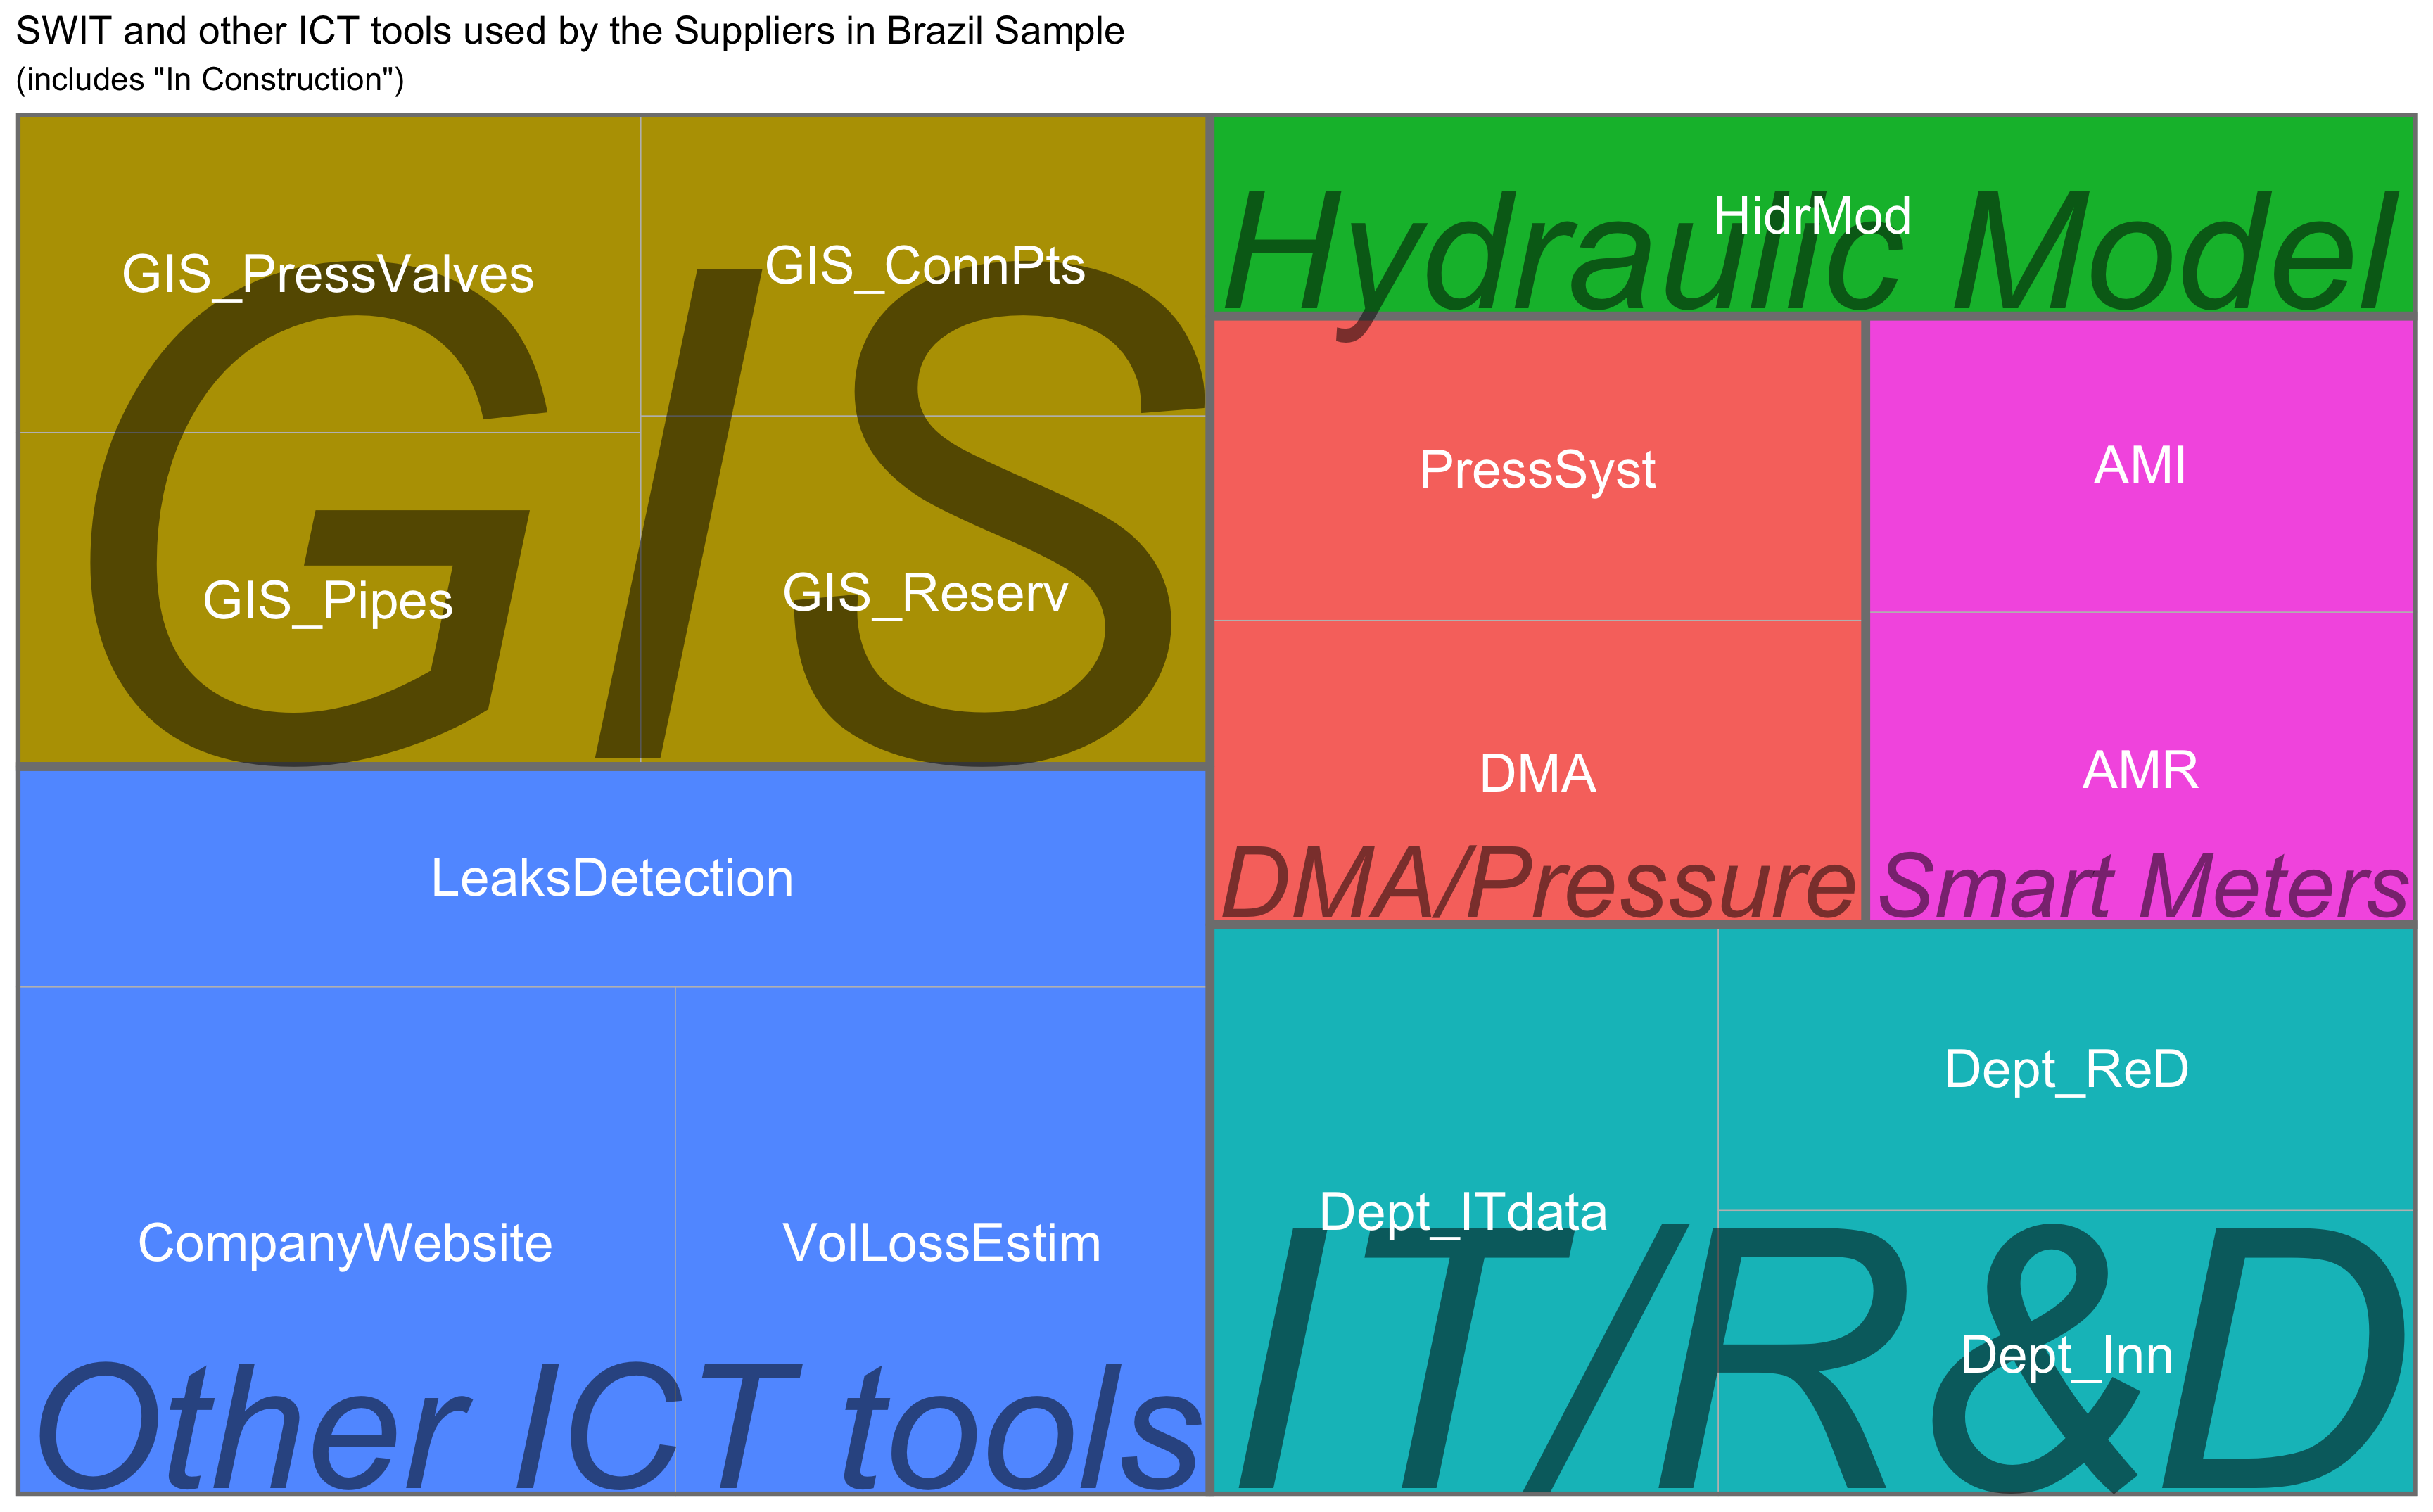 SWIT and other ICT tools used by the Suppliers in Brazil Sample
(includes "In Construction")
GIS_PressValves
GIS_ConnPts
GIS_Pipes
GIS_Reserv
GIS
HidrMod
Hydraulic Model
PressSyst
DMA
DMA/Pressure
AMI
AMR
Smart Meters
LeaksDetection
CompanyWebsite
VolLossEstim
Other ICT tools
Dept_ITdata
Dept_ReD
Dept_Inn
IT/R&D